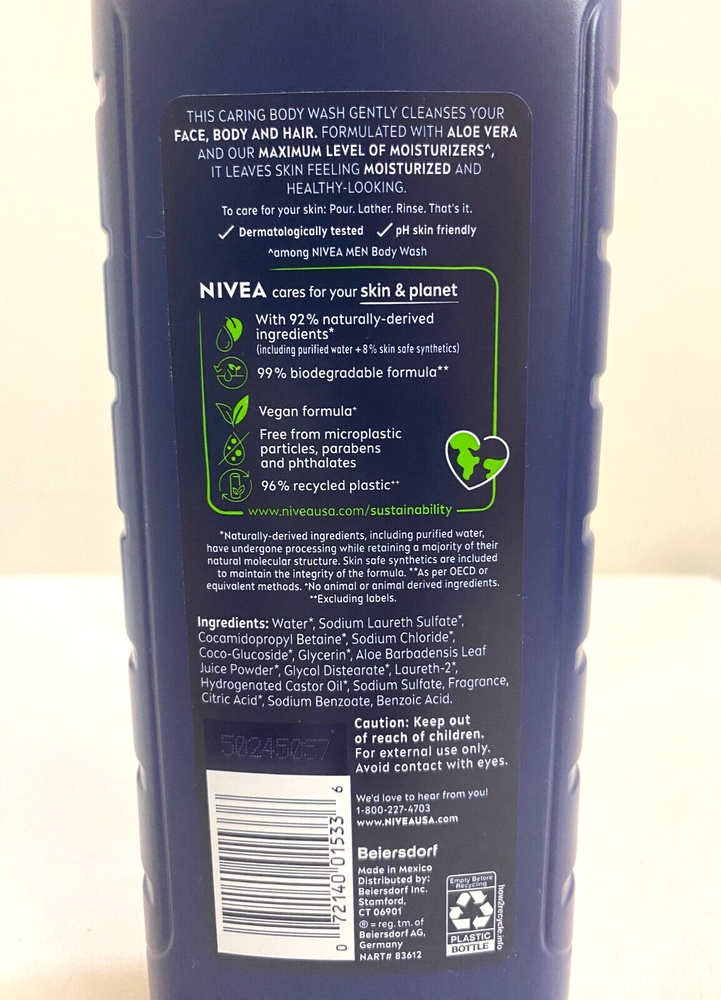 THIS CARING BODY WASH GENTLY CLEANSES YOUR
FACE, BODY AND HAIR. FORMULATED WITH ALOE VERA
AND OUR MAXIMUM LEVEL OF MOISTURIZERS^,
IT LEAVES SKIN FEELING MOISTURIZED AND
HEALTHY-LOOKING.
To care for your skin: Pour. Lather. Rinse. That's it.
✓ Dermatologically tested ✓ pH skin friendly
^among NIVEA MEN Body Wash
NIVEA cares for your skin & planet
With 92% naturally-derived
ingredients*
(including purified water + 8% skin safe synthetics)
99% biodegradable formula**
Vegan formula⁺
Free from microplastic
particles, parabens
and phthalates
96% recycled plastic⁺⁺
www.niveausa.com/sustainability
*Naturally-derived ingredients, including purified water,
have undergone processing while retaining a majority of their
natural molecular structure. Skin safe synthetics are included
to maintain the integrity of the formula. **As per OECD or
equivalent methods. ⁺No animal or animal derived ingredients.
⁺⁺Excluding labels.
Ingredients: Water*, Sodium Laureth Sulfate*,
Cocamidopropyl Betaine*, Sodium Chloride*,
Coco-Glucoside*, Glycerin*, Aloe Barbadensis Leaf
Juice Powder*, Glycol Distearate*, Laureth-2*,
Hydrogenated Castor Oil*, Sodium Sulfate, Fragrance,
Citric Acid*, Sodium Benzoate, Benzoic Acid.
50245057
Caution: Keep out
of reach of children.
For external use only.
Avoid contact with eyes.
We'd love to hear from you!
1-800-227-4703
www.NIVEAUSA.com
0 72140 01533 6
Beiersdorf
Made in Mexico
Distributed by:
Beiersdorf Inc.
Stamford,
CT 06901
® = reg. tm. of
Beiersdorf AG,
Germany
NART# 83612
Empty Before
Recycling
PLASTIC
BOTTLE
how2recycle.info